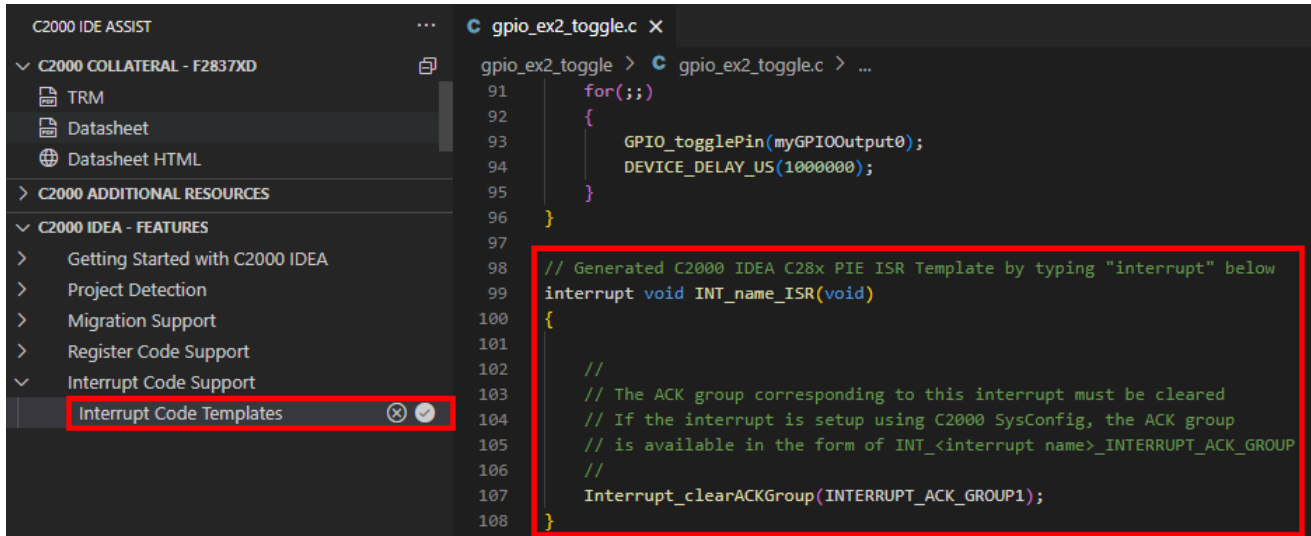 C2000 IDE ASSIST ...
C2000 COLLATERAL - F2837XD
TRM
Datasheet
Datasheet HTML
C2000 ADDITIONAL RESOURCES
C2000 IDEA - FEATURES
Getting Started with C2000 IDEA
Project Detection
Migration Support
Register Code Support
Interrupt Code Support
Interrupt Code Templates
C gpio_ex2_toggle.c X
gpio_ex2_toggle > C gpio_ex2_toggle.c > ...
91 for(;;)
92 {
93 GPIO_togglePin(myGPIOOutput0);
94 DEVICE_DELAY_US(1000000);
95 }
96 }
97
98 // Generated C2000 IDEA C28x PIE ISR Template by typing "interrupt" below
99 interrupt void INT_name_ISR(void)
100 {
101
102 //
103 // The ACK group corresponding to this interrupt must be cleared
104 // If the interrupt is setup using C2000 SysConfig, the ACK group
105 // is available in the form of INT_<interrupt name>_INTERRUPT_ACK_GROUP
106 //
107 Interrupt_clearACKGroup(INTERRUPT_ACK_GROUP1);
108 }